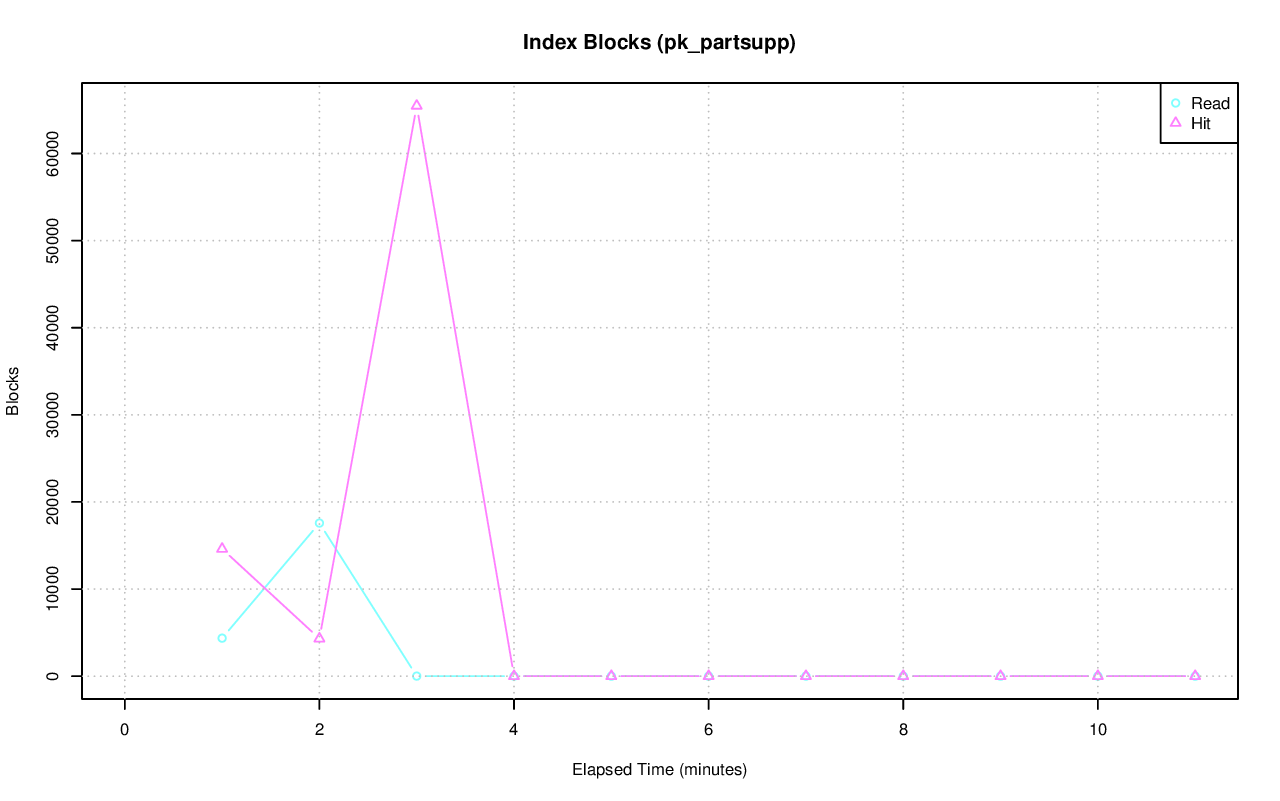 Index Blocks (pk_partsupp)
Read
Hit
60000
50000
40000
30000
20000
10000
0
Blocks
0 2 4 6 8 10
Elapsed Time (minutes)